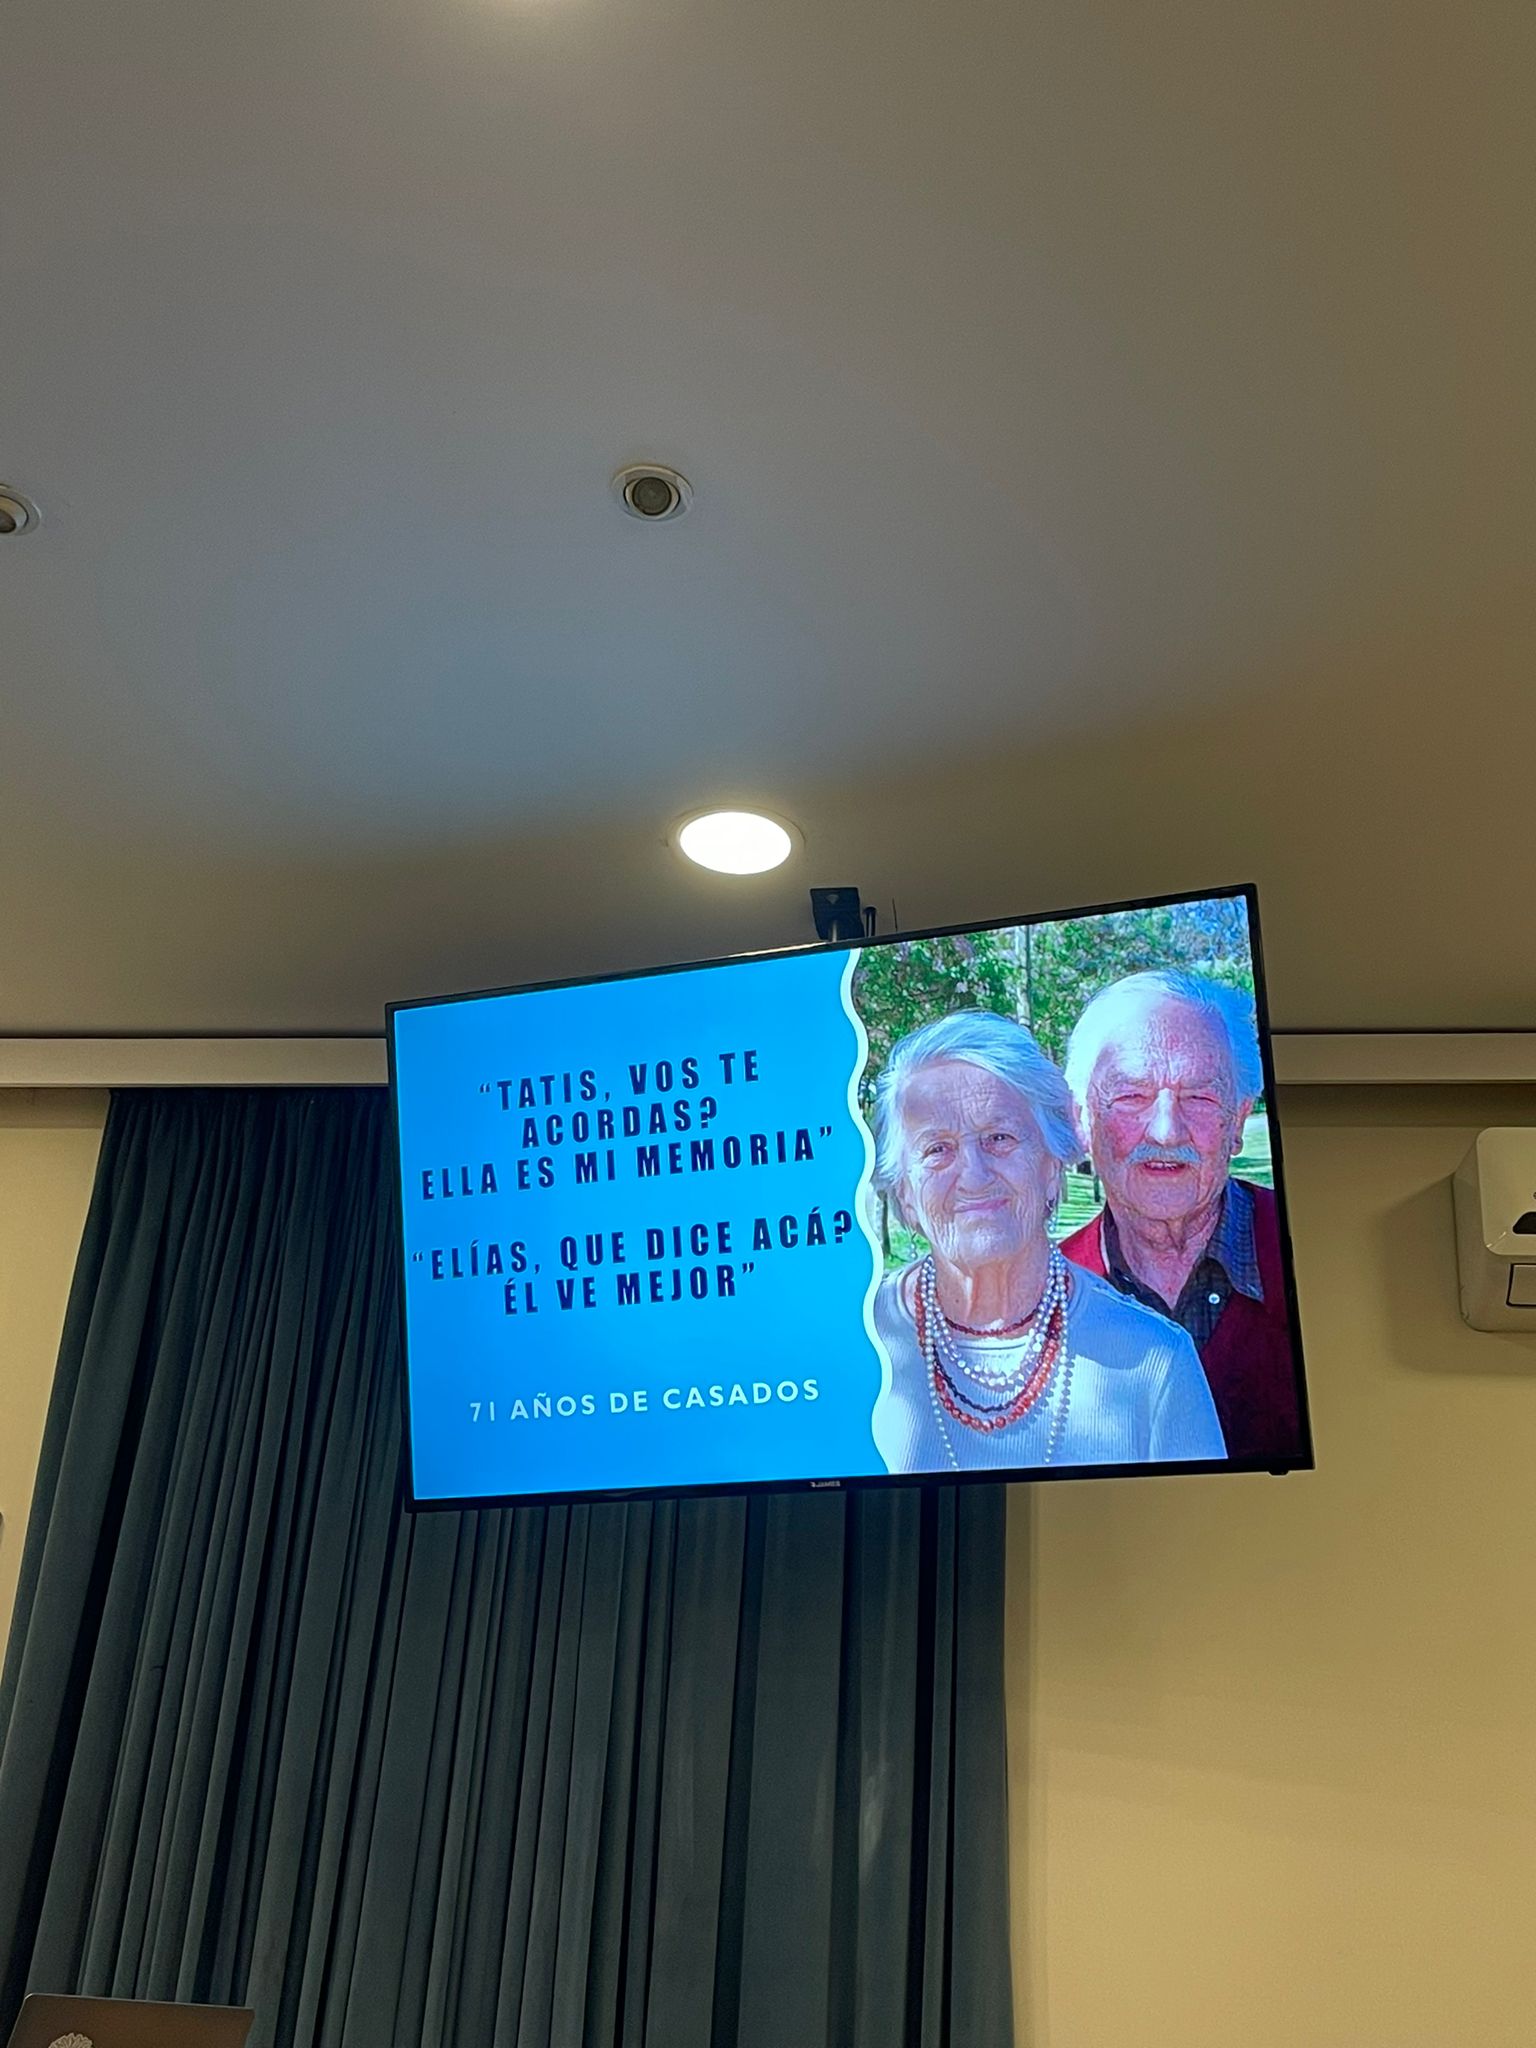 “TATIS, VOS TE
ACORDAS?
ELLA ES MI MEMORIA”
“ELÍAS, QUE DICE ACÁ?
ÉL VE MEJOR”
71 AÑOS DE CASADOS